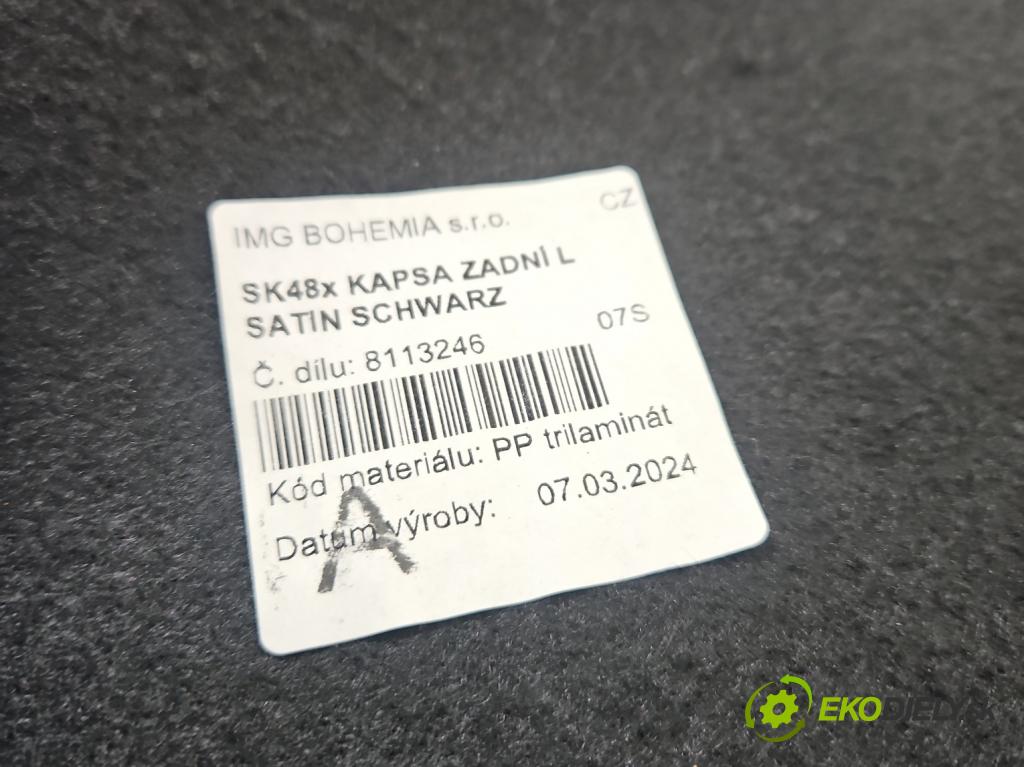 IMG BOHEMIA s.r.o. CZ
SK48x KAPSA ZADNÍ L
SATIN SCHWARZ
Č. dílu: 8113246 07S
Kód materiálu: PP trilaminát
Datum výroby: 07.03.2024
A
EKODIELY